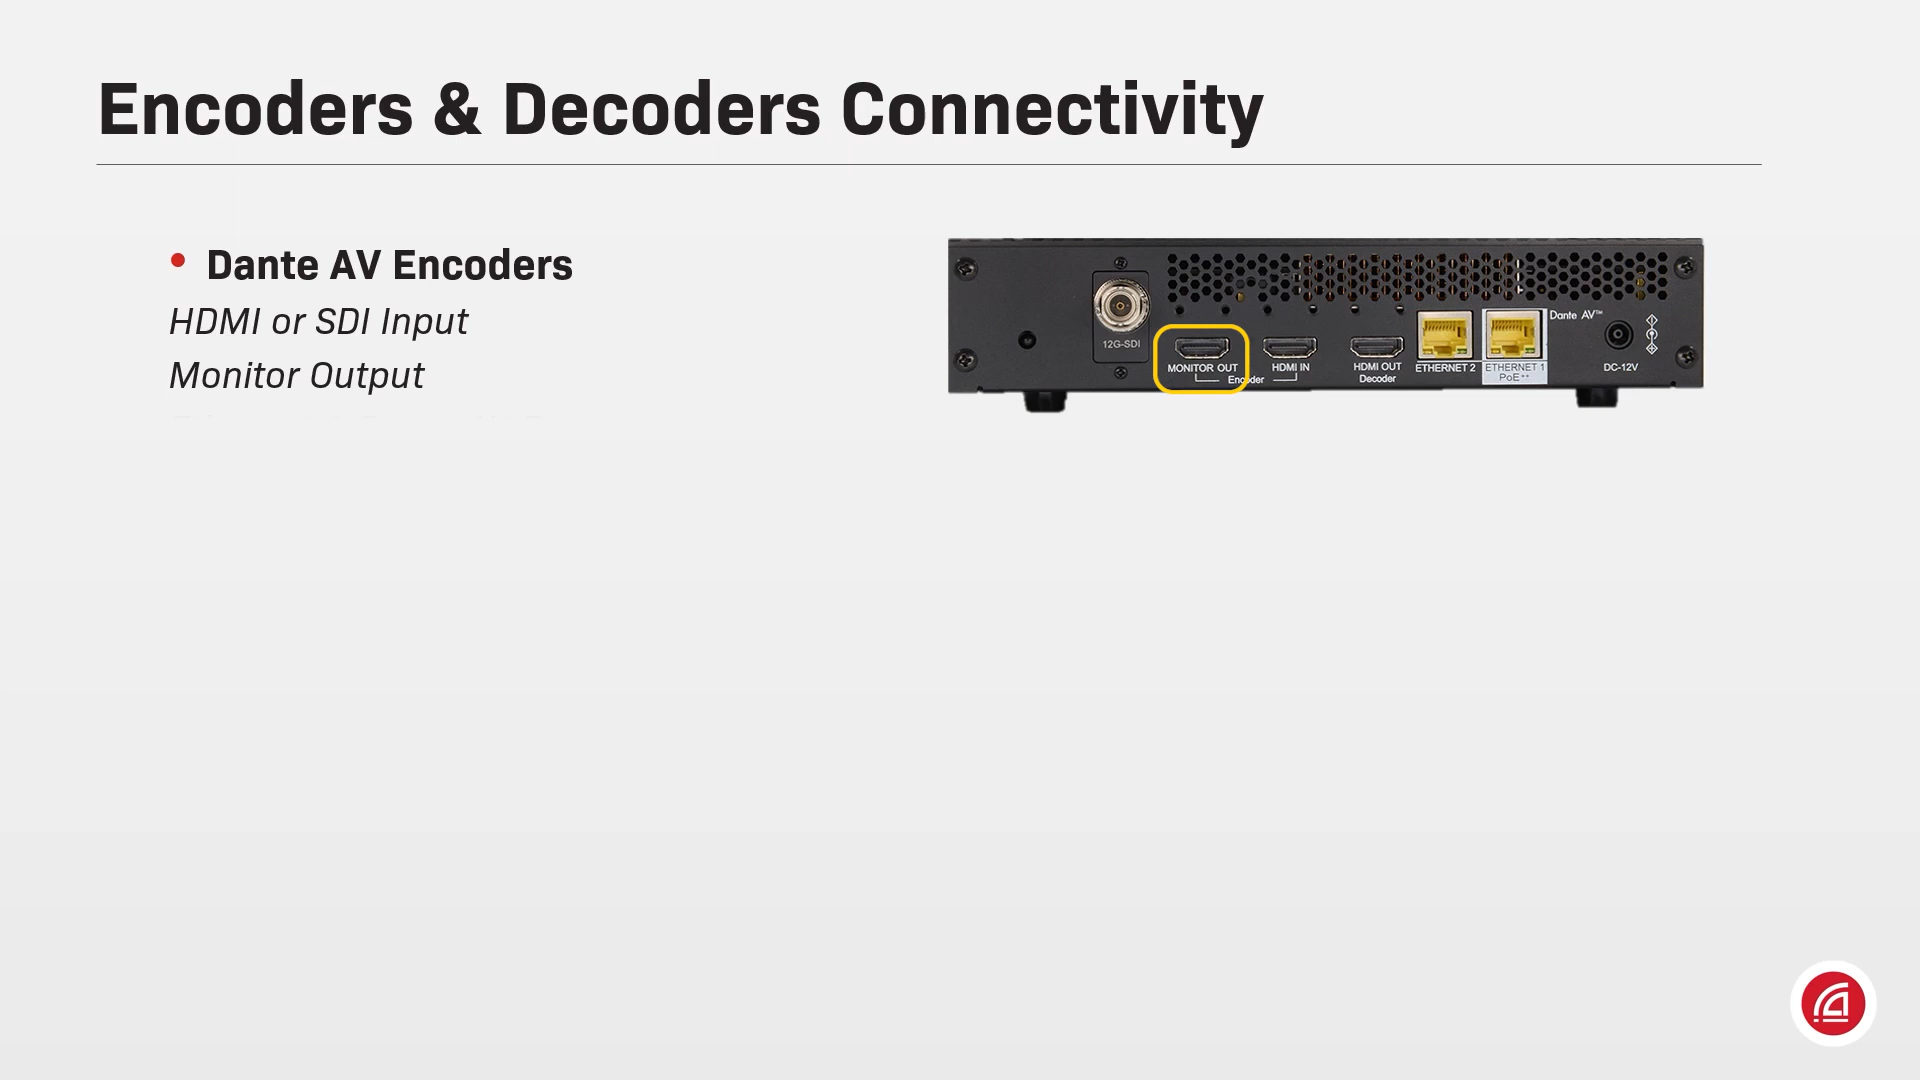 Encoders & Decoders Connectivity
• Dante AV Encoders
HDMI or SDI Input
Monitor Output
12G-SDI
MONITOR OUT
HDMI IN
Encoder
HDMI OUT
Decoder
ETHERNET 2
ETHERNET 1
PoE++
Dante AV™
DC-12V